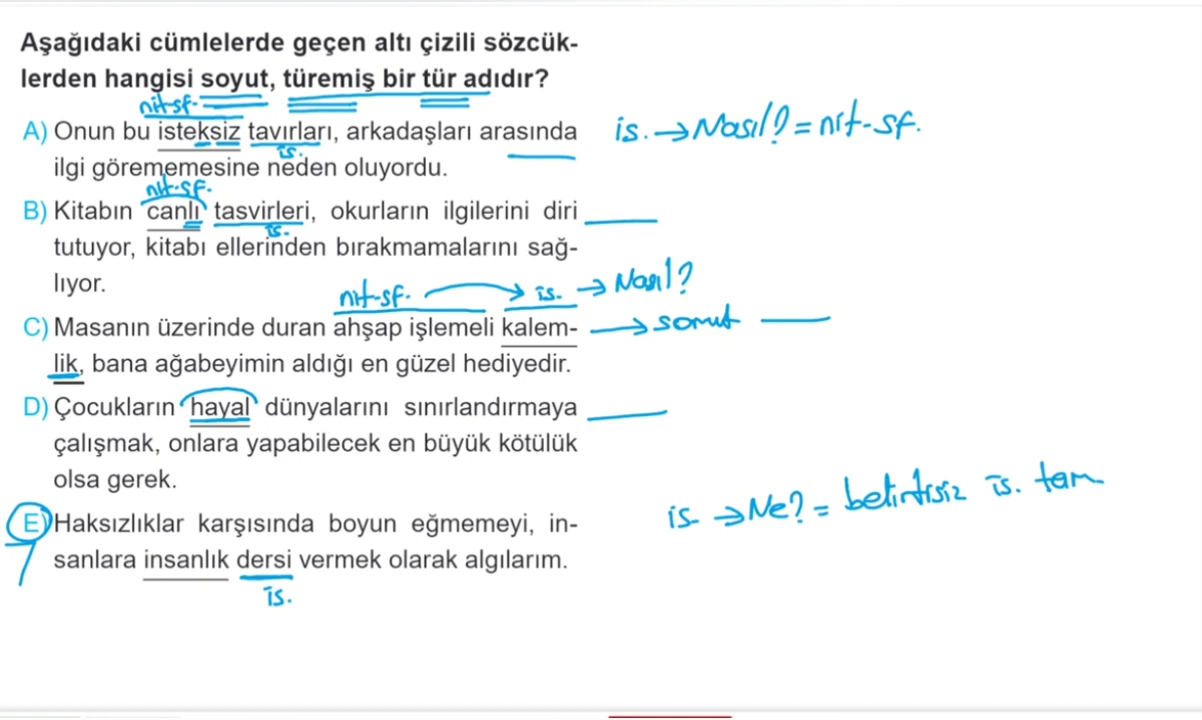 Aşağıdaki cümlelerde geçen altı çizili sözcük-
lerden hangisi soyut, türemiş bir tür adıdır?
nit-sf.
A) Onun bu isteksiz tavırları, arkadaşları arasında
is. → Nasıl? = nit-sf.
is.
ilgi görememesine neden oluyordu.
nit-sf.
B) Kitabın canlı tasvirleri, okurların ilgilerini diri
is.
tutuyor, kitabı ellerinden bırakmamalarını sağ-
lıyor.
nit-sf. → is. → Nasıl?
C) Masanın üzerinde duran ahşap işlemeli kalem-
→ somut
lik, bana ağabeyimin aldığı en güzel hediyedir.
D) Çocukların hayal dünyalarını sınırlandırmaya
çalışmak, onlara yapabilecek en büyük kötülük
olsa gerek.
is → Ne? = belirtisiz is. tam
E) Haksızlıklar karşısında boyun eğmemeyi, in-
sanlara insanlık dersi vermek olarak algılarım.
is.